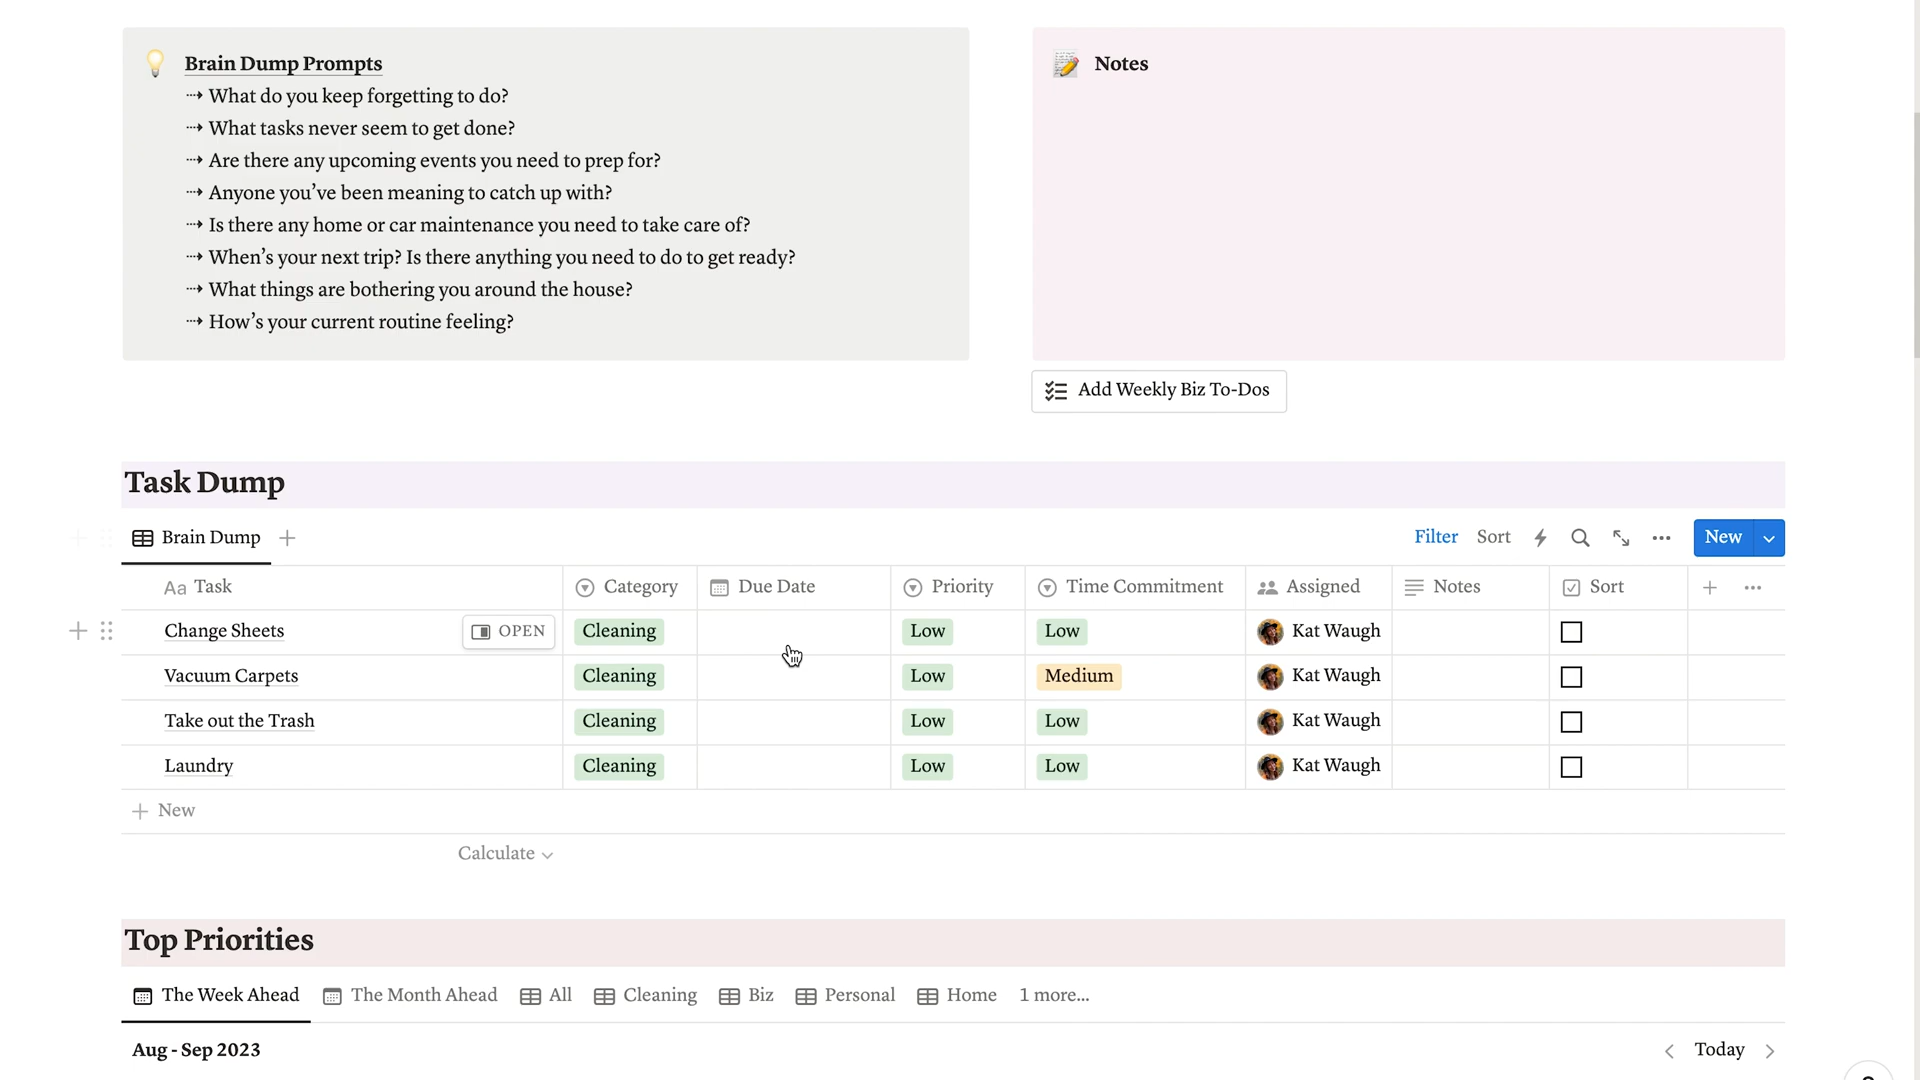 Brain Dump Prompts
⤑ What do you keep forgetting to do?
⤑ What tasks never seem to get done?
⤑ Are there any upcoming events you need to prep for?
⤑ Anyone you’ve been meaning to catch up with?
⤑ Is there any home or car maintenance you need to take care of?
⤑ When’s your next trip? Is there anything you need to do to get ready?
⤑ What things are bothering you around the house?
⤑ How’s your current routine feeling?
Notes
Add Weekly Biz To-Dos
Task Dump
Brain Dump Filter Sort New
Aa Task Category Due Date Priority Time Commitment Assigned Notes Sort
Change Sheets OPEN Cleaning Low Low Kat Waugh
Vacuum Carpets Cleaning Low Medium Kat Waugh
Take out the Trash Cleaning Low Low Kat Waugh
Laundry Cleaning Low Low Kat Waugh
+ New
Calculate
Top Priorities
The Week Ahead The Month Ahead All Cleaning Biz Personal Home 1 more...
Aug - Sep 2023 Today